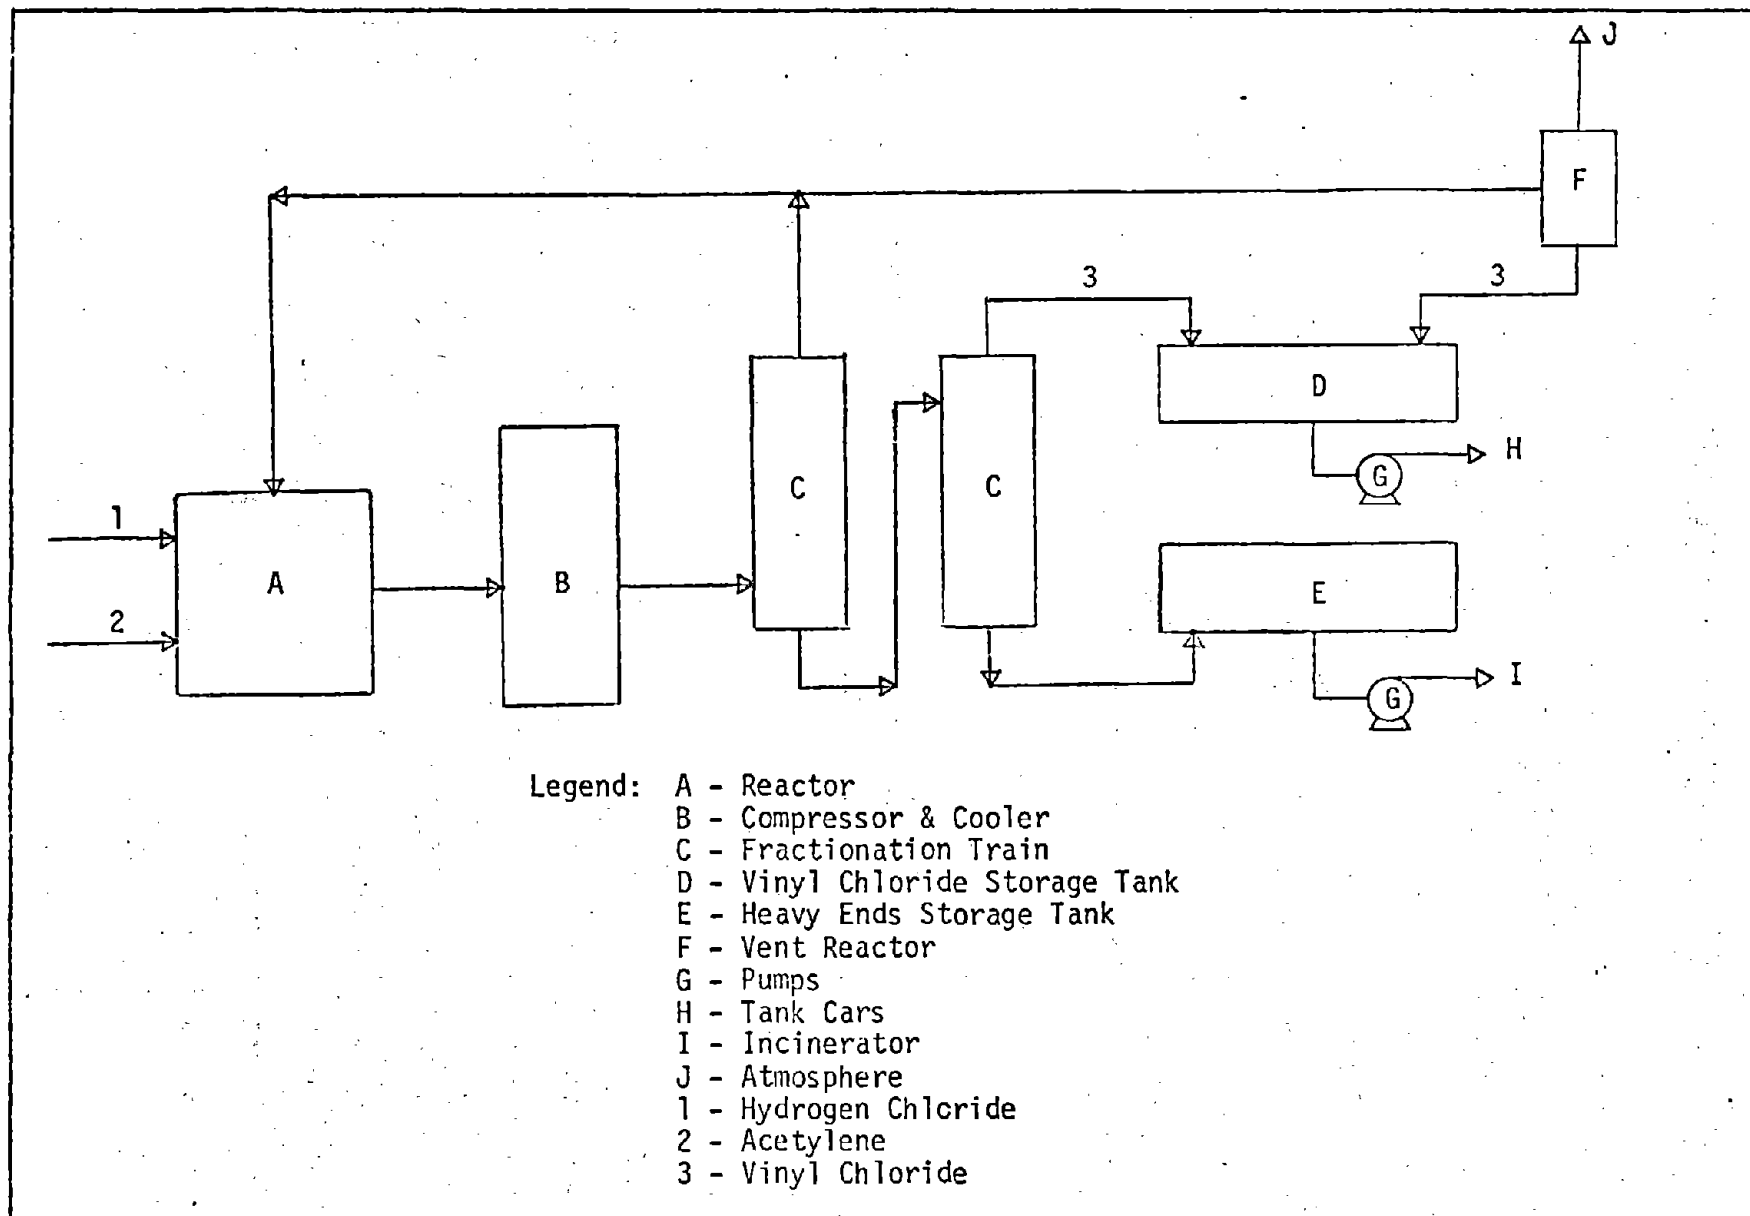 J
F
3
3
D
H
G
C
C
1
A
B
E
2
I
G
Legend: A - Reactor
B - Compressor & Cooler
C - Fractionation Train
D - Vinyl Chloride Storage Tank
E - Heavy Ends Storage Tank
F - Vent Reactor
G - Pumps
H - Tank Cars
I - Incinerator
J - Atmosphere
1 - Hydrogen Chloride
2 - Acetylene
3 - Vinyl Chloride